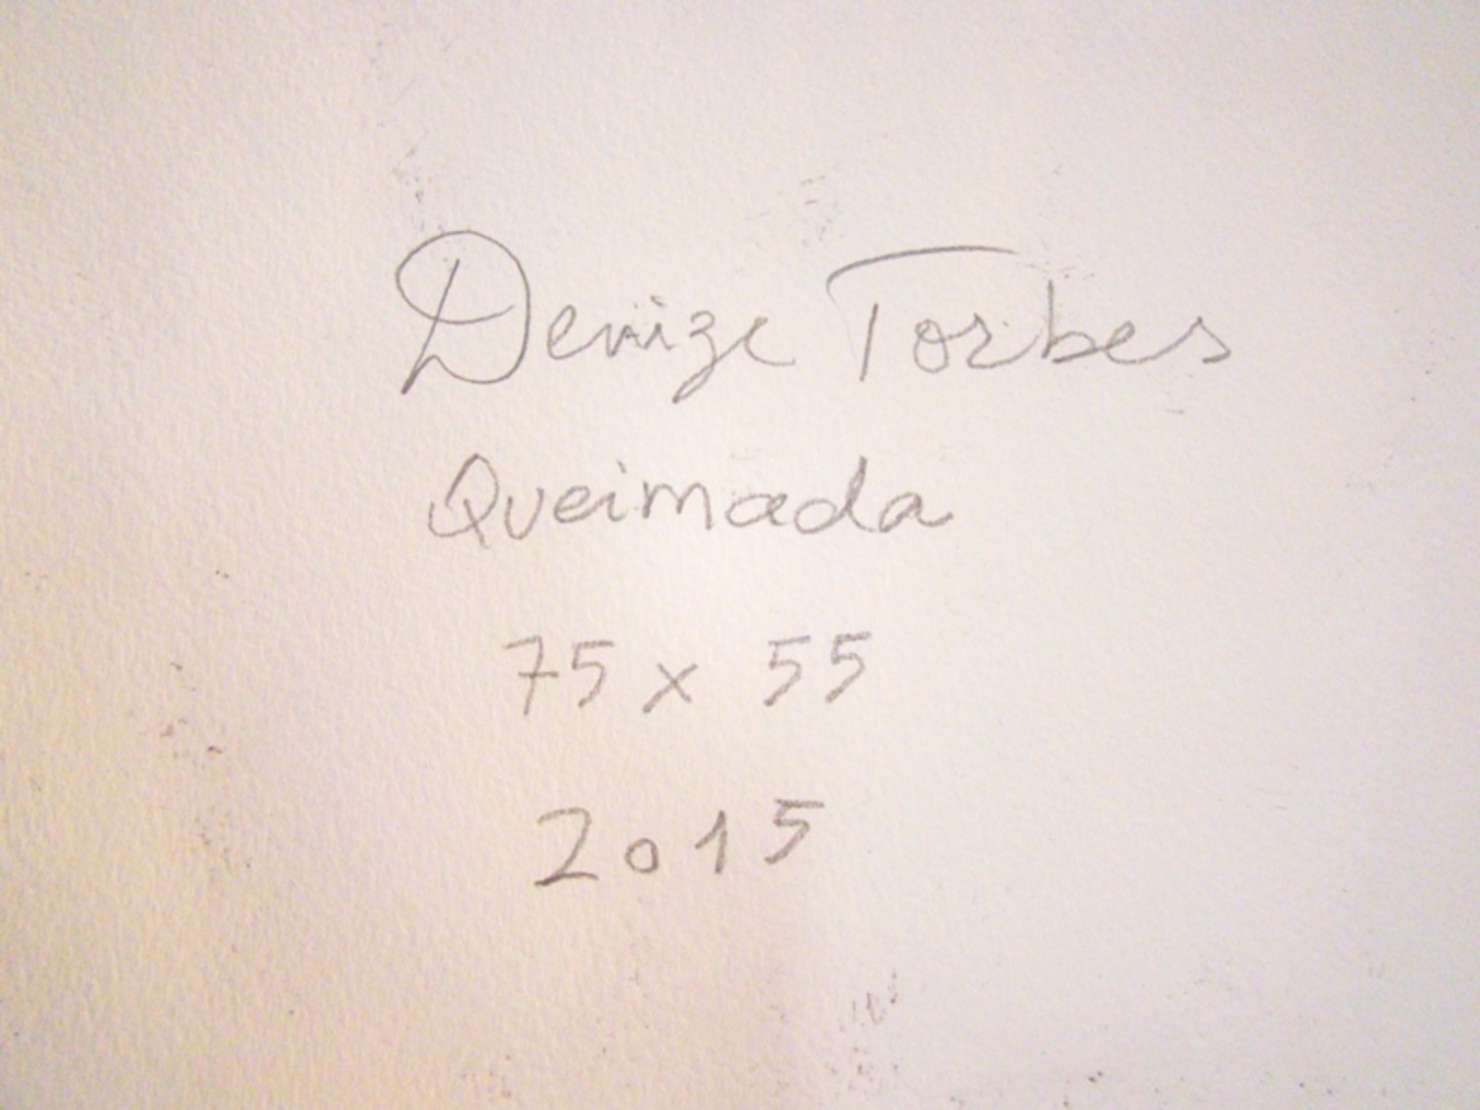 Denize Torbes
Queimada
75 x 55
2015